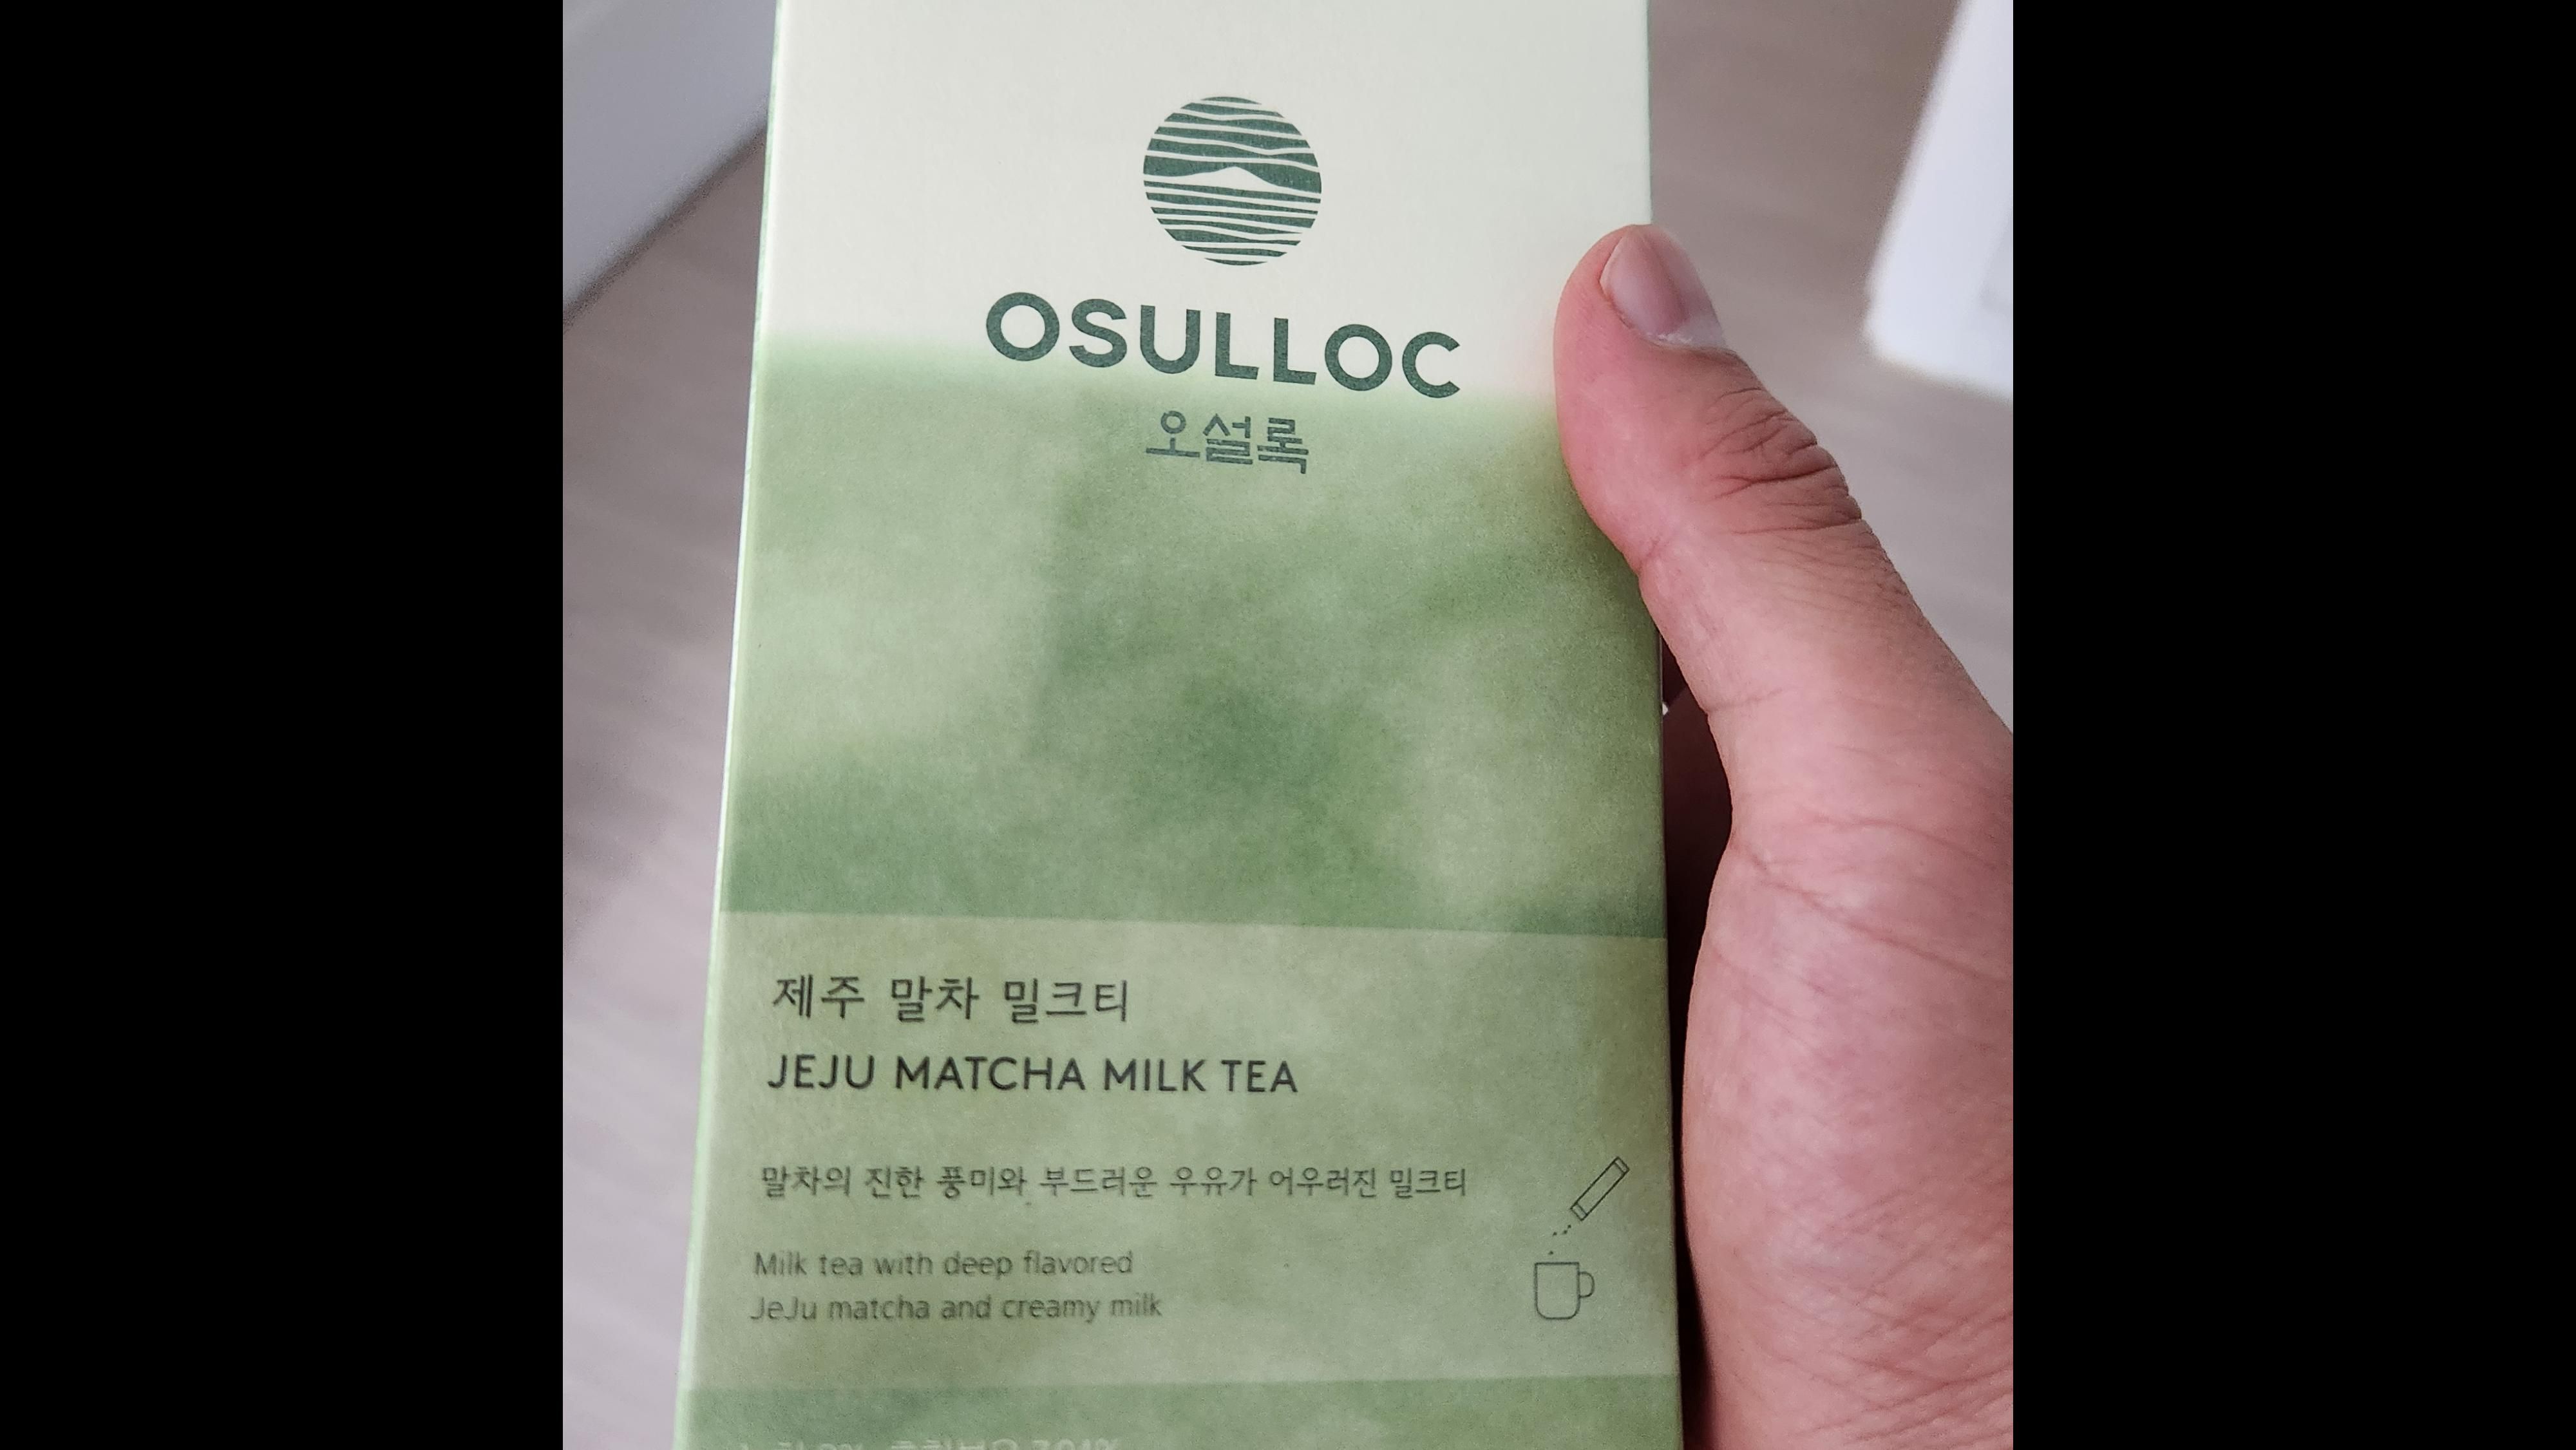 OSULLOC
오설록
제주 말차 밀크티
JEJU MATCHA MILK TEA
말차의 진한 풍미와 부드러운 우유가 어우러진 밀크티
Milk tea with deep flavored
JeJu matcha and creamy milk